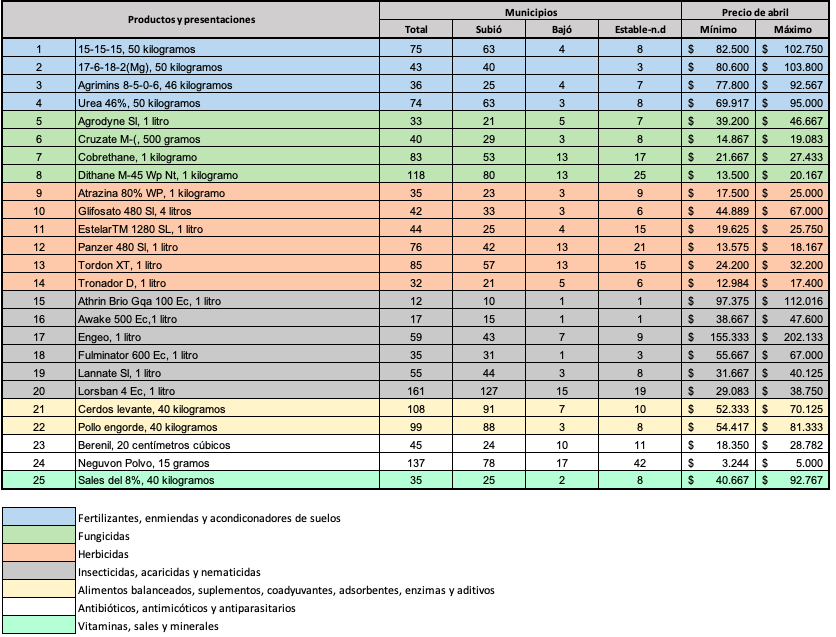 Productos y presentaciones Municipios Precio de abril
Total Subió Bajó Estable-n.d Mínimo Máximo
1 15-15-15, 50 kilogramos 75 63 4 8 $ 82.500 $ 102.750
2 17-6-18-2(Mg), 50 kilogramos 43 40 3 $ 80.600 $ 103.800
3 Agrimins 8-5-0-6, 46 kilogramos 36 25 4 7 $ 77.800 $ 92.567
4 Urea 46%, 50 kilogramos 74 63 3 8 $ 69.917 $ 95.000
5 Agrodyne Sl, 1 litro 33 21 5 7 $ 39.200 $ 46.667
6 Cruzate M-(, 500 gramos 40 29 3 8 $ 14.867 $ 19.083
7 Cobrethane, 1 kilogramo 83 53 13 17 $ 21.667 $ 27.433
8 Dithane M-45 Wp Nt, 1 kilogramo 118 80 13 25 $ 13.500 $ 20.167
9 Atrazina 80% WP, 1 kilogramo 35 23 3 9 $ 17.500 $ 25.000
10 Glifosato 480 Sl, 4 litros 42 33 3 6 $ 44.889 $ 67.000
11 EstelarTM 1280 SL, 1 litro 44 25 4 15 $ 19.625 $ 25.750
12 Panzer 480 Sl, 1 litro 76 42 13 21 $ 13.575 $ 18.167
13 Tordon XT, 1 litro 85 57 13 15 $ 24.200 $ 32.200
14 Tronador D, 1 litro 32 21 5 6 $ 12.984 $ 17.400
15 Athrin Brio Gqa 100 Ec, 1 litro 12 10 1 1 $ 97.375 $ 112.016
16 Awake 500 Ec,1 litro 17 15 1 1 $ 38.667 $ 47.600
17 Engeo, 1 litro 59 43 7 9 $ 155.333 $ 202.133
18 Fulminator 600 Ec, 1 litro 35 31 1 3 $ 55.667 $ 67.000
19 Lannate Sl, 1 litro 55 44 3 8 $ 31.667 $ 40.125
20 Lorsban 4 Ec, 1 litro 161 127 15 19 $ 29.083 $ 38.750
21 Cerdos levante, 40 kilogramos 108 91 7 10 $ 52.333 $ 70.125
22 Pollo engorde, 40 kilogramos 99 88 3 8 $ 54.417 $ 81.333
23 Berenil, 20 centímetros cúbicos 45 24 10 11 $ 18.350 $ 28.782
24 Neguvon Polvo, 15 gramos 137 78 17 42 $ 3.244 $ 5.000
25 Sales del 8%, 40 kilogramos 35 25 2 8 $ 40.667 $ 92.767
Fertilizantes, enmiendas y acondiconadores de suelos
Fungicidas
Herbicidas
Insecticidas, acaricidas y nematicidas
Alimentos balanceados, suplementos, coadyuvantes, adsorbentes, enzimas y aditivos
Antibióticos, antimicóticos y antiparasitarios
Vitaminas, sales y minerales